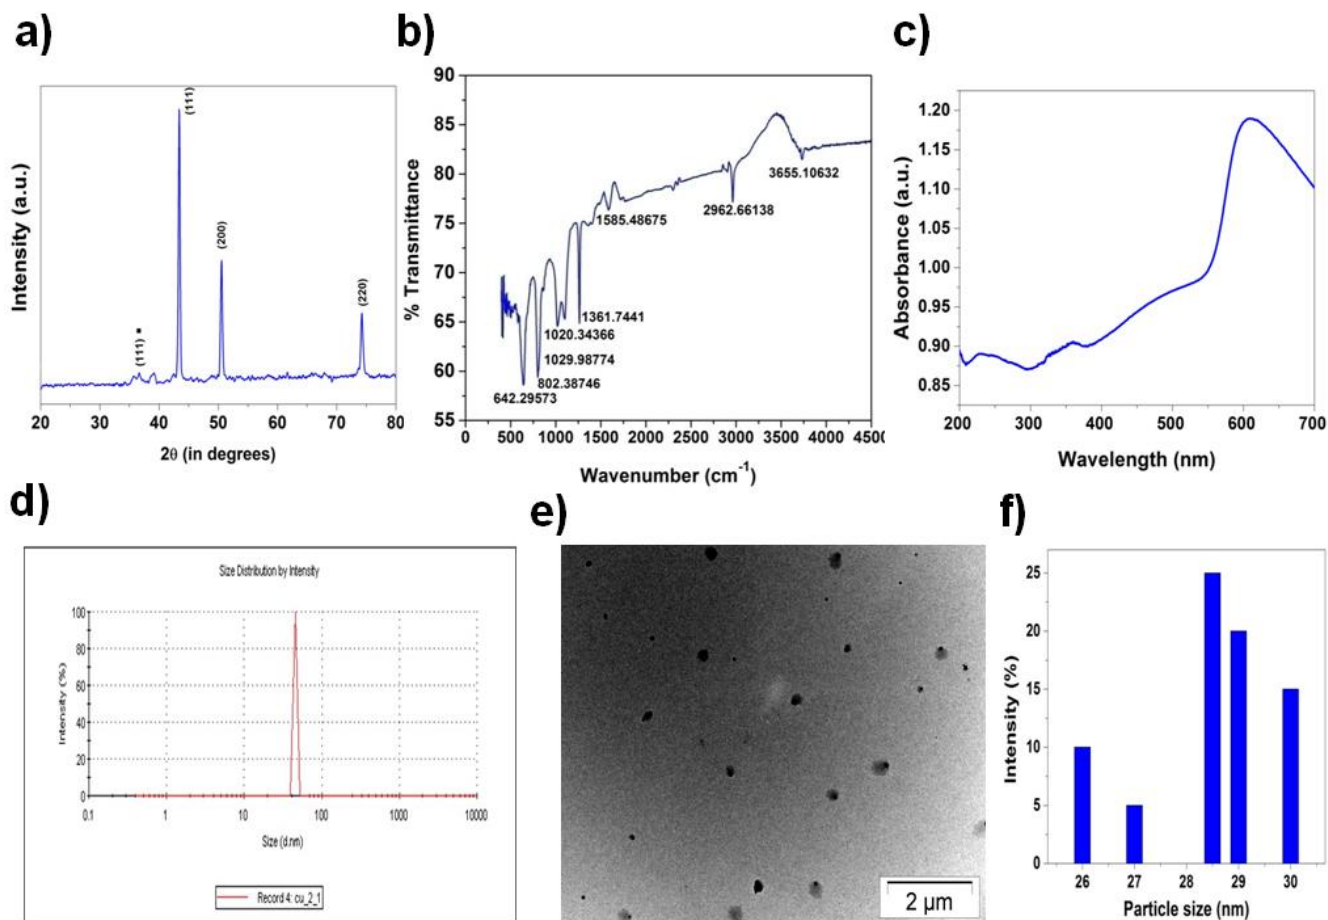 a)
(111)
(200)
(220)
(111) *
Intensity (a.u.)
20 30 40 50 60 70 80
2θ (in degrees)
b)
90
85
80
75
70
65
60
55
% Transmittance
3655.10632
2962.66138
1585.48675
1361.7441
1020.34366
1029.98774
802.38746
642.29573
0 500 1000 1500 2000 2500 3000 3500 4000 4500
Wavenumber (cm-1)
c)
1.20
1.15
1.10
1.05
1.00
0.95
0.90
0.85
Absorbance (a.u.)
200 300 400 500 600 700
Wavelength (nm)
d)
Size Distribution by Intensity
100
80
60
40
20
0
Intensity (%)
0.1 1 10 100 1000 10000
Size (d.nm)
Record 4: cu_2_1
e)
2 µm
f)
25
20
15
10
5
0
Intensity (%)
26 27 28 29 30
Particle size (nm)